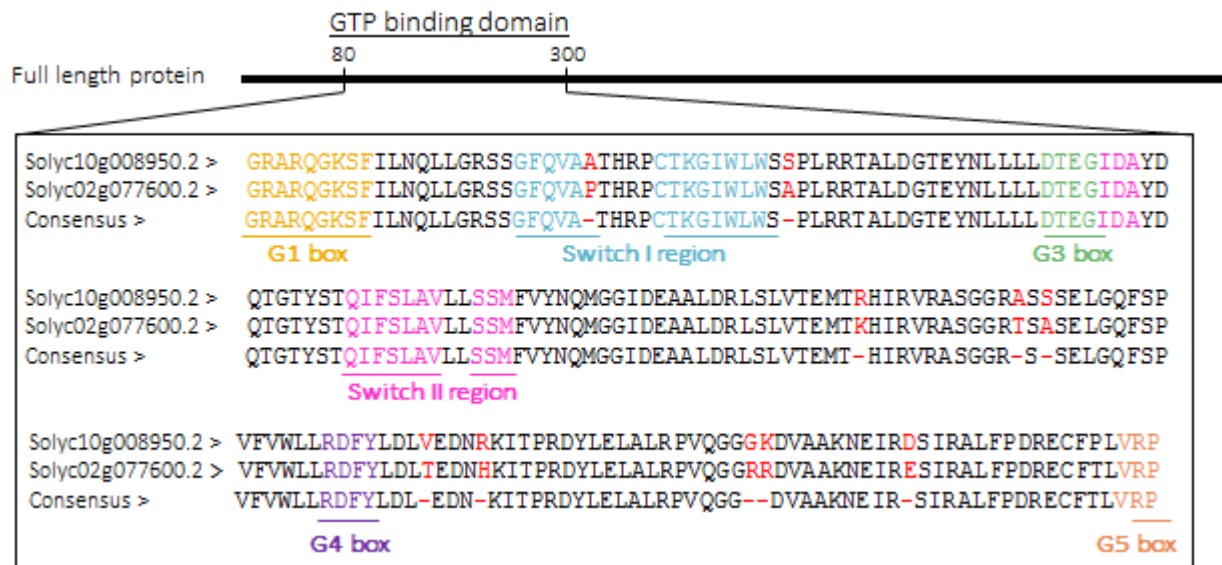 GTP binding domain
80 300
Full length protein
Solyc10g008950.2 > GRARQGKSFILNQLLGRSSGFQVAATHRPCTKGIWLWSSPLRRTALDGTEYNLLLLDTEGIDAYD
Solyc02g077600.2 > GRARQGKSFILNQLLGRSSGFQVAPTHRPCTKGIWLWSAPLRRTALDGTEYNLLLLDTEGIDAYD
Consensus > GRARQGKSFILNQLLGRSSGFQVA-THRPCTKGIWLWS-PLRRTALDGTEYNLLLLDTEGIDAYD
G1 box Switch I region G3 box
Solyc10g008950.2 > QTGTYSTQIFSLAVLLSSMFVYNQMGGIDEAALDRLSLVTEMTRHIRVRASGGRASSSELGQFSP
Solyc02g077600.2 > QTGTYSTQIFSLAVLLSSMFVYNQMGGIDEAALDRLSLVTEMTKHIRVRASGGRTSASELGQFSP
Consensus > QTGTYSTQIFSLAVLLSSMFVYNQMGGIDEAALDRLSLVTEMT-HIRVRASGGR-S-SELGQFSP
Switch II region
Solyc10g008950.2 > VFVWLLRDFYLDLVEDNRKITPRDYLELALRPVQGGGKDVAAKNEIRDSIRALFPDRECFPLVRP
Solyc02g077600.2 > VFVWLLRDFYLDLTEDNHKITPRDYLELALRPVQGGRRDVAAKNEIRESIRALFPDRECFTLVRP
Consensus > VFVWLLRDFYLDL-EDN-KITPRDYLELALRPVQGG--DVAAKNEIR-SIRALFPDRECFTLVRP
G4 box G5 box